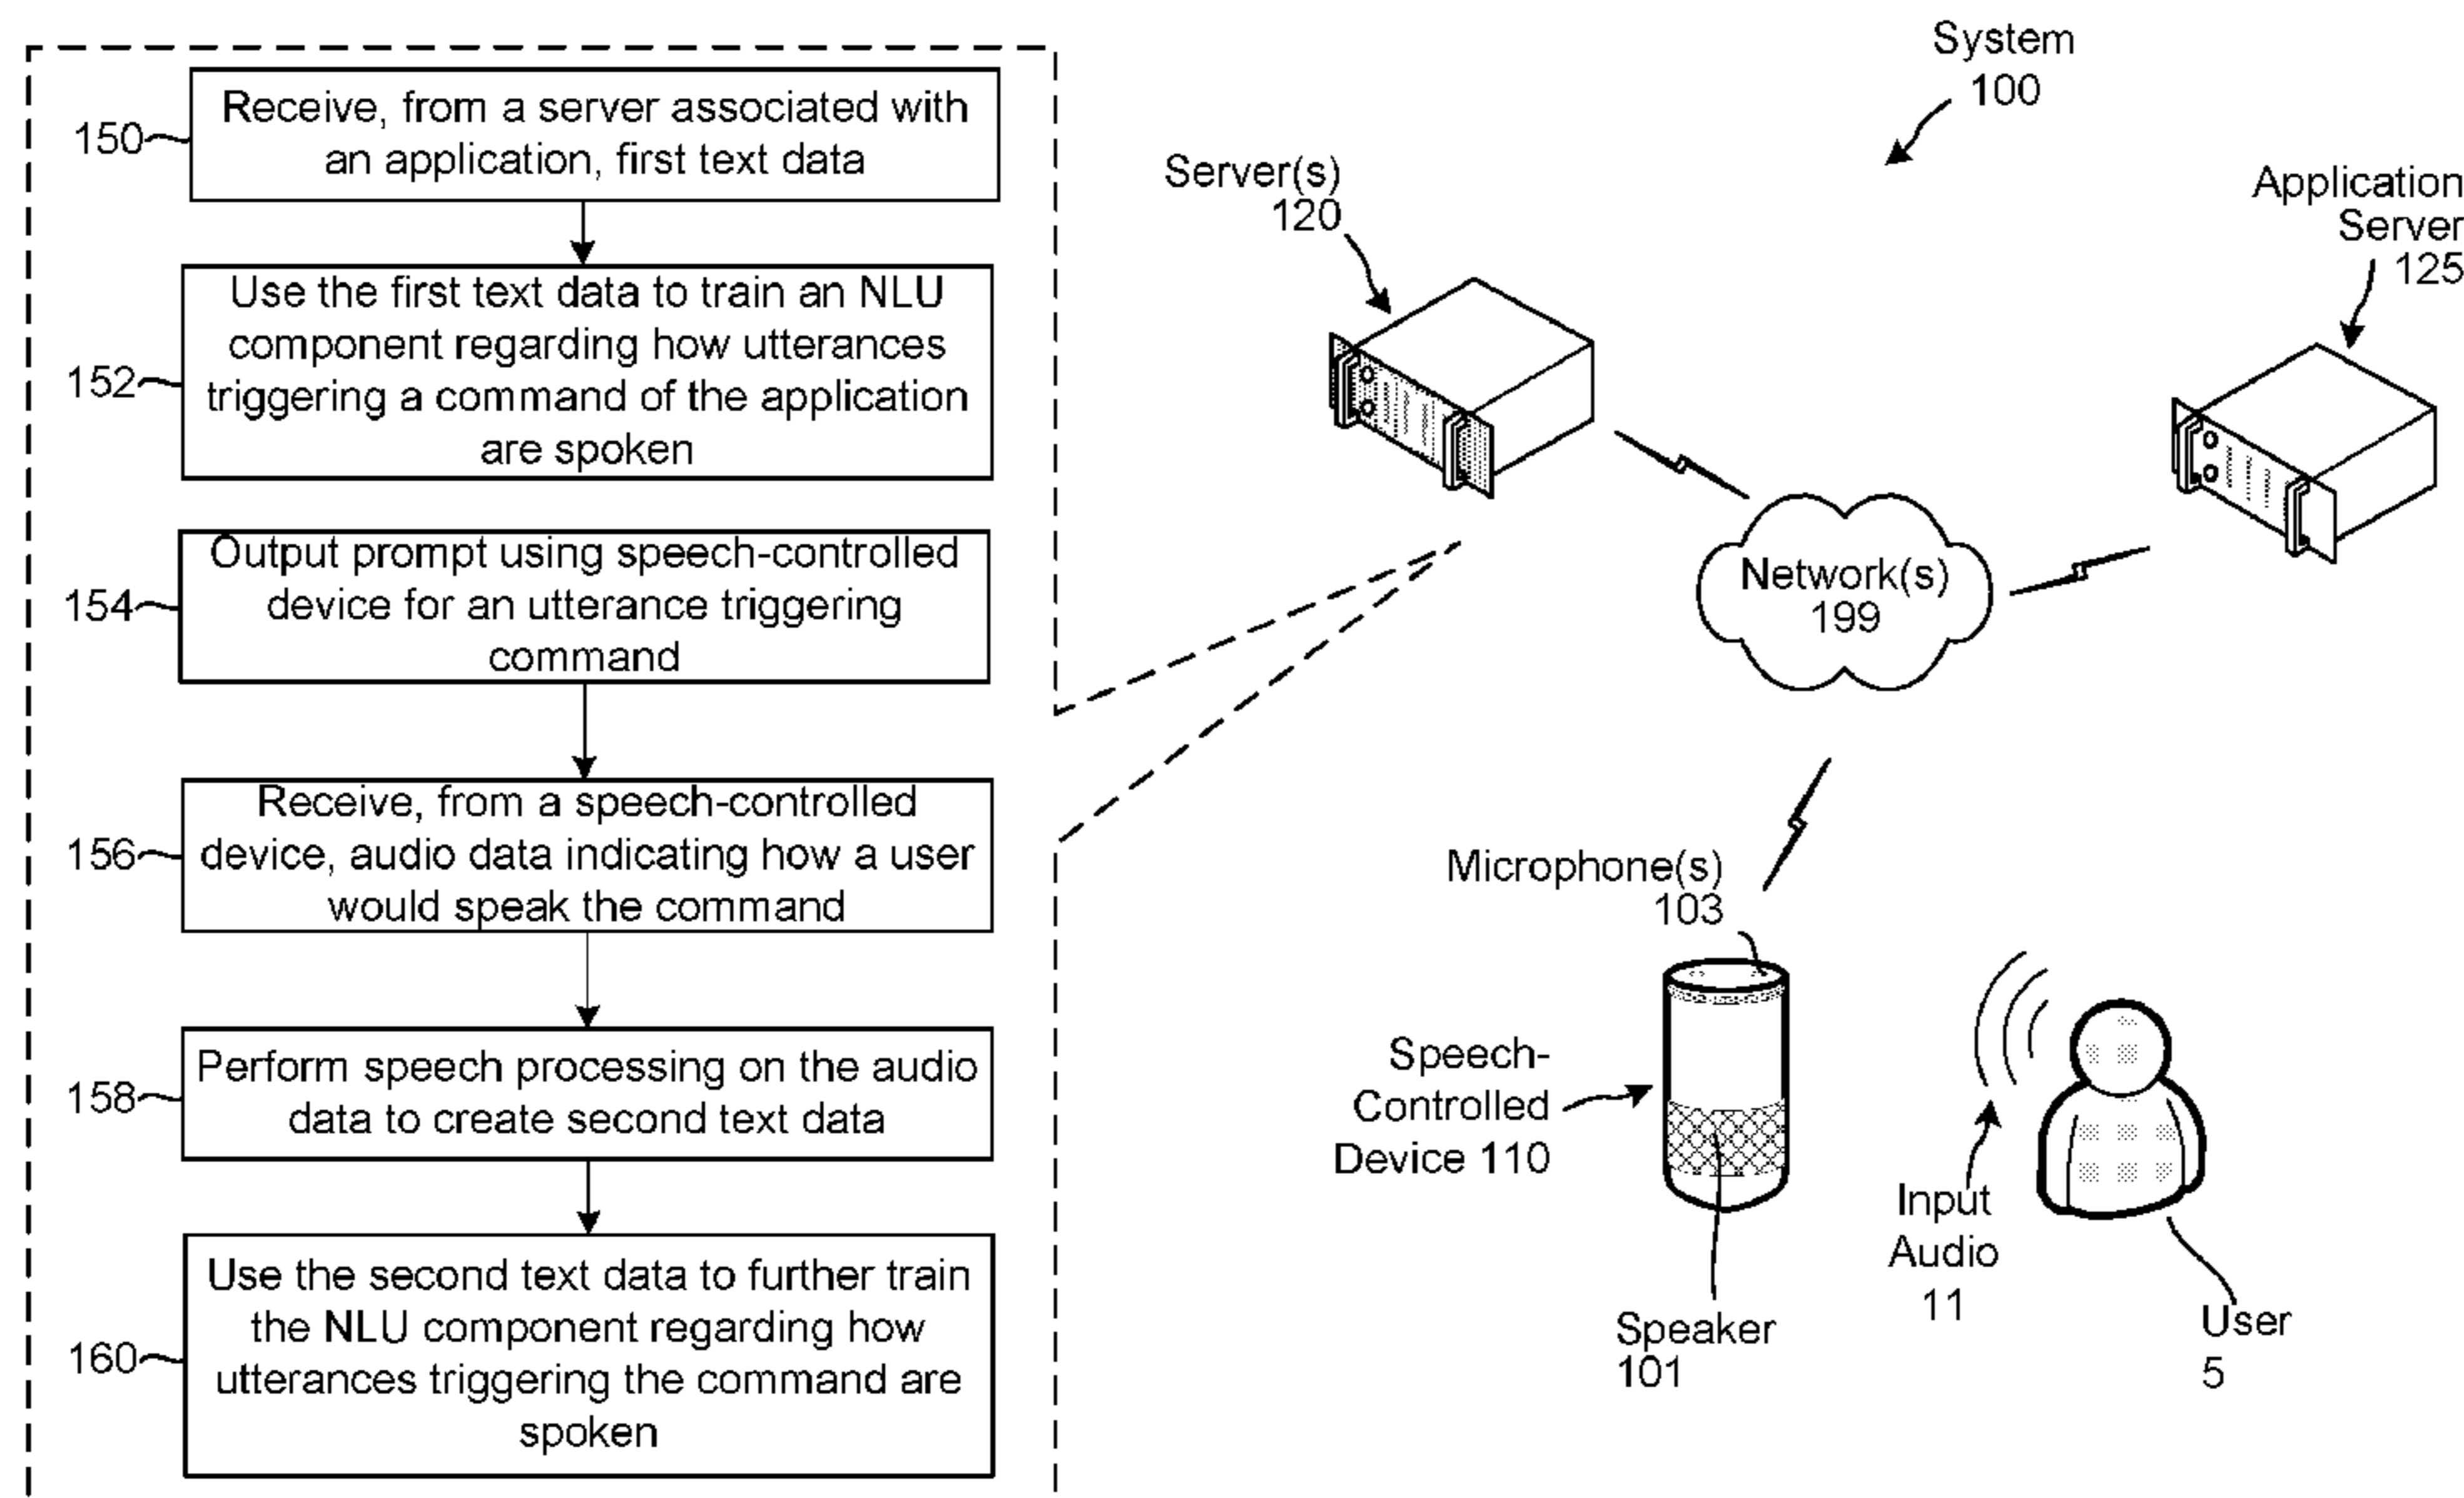 150
Receive, from a server associated with
an application, first text data
152
Use the first text data to train an NLU
component regarding how utterances
triggering a command of the application
are spoken
154
Output prompt using speech-controlled
device for an utterance triggering
command
156
Receive, from a speech-controlled
device, audio data indicating how a user
would speak the command
158
Perform speech processing on the audio
data to create second text data
160
Use the second text data to further train
the NLU component regarding how
utterances triggering the command are
spoken
System
100
Server(s)
120
Application
Server
125
Network(s)
199
Microphone(s)
103
Speech-
Controlled
Device 110
Speaker
101
Input
Audio
11
User
5